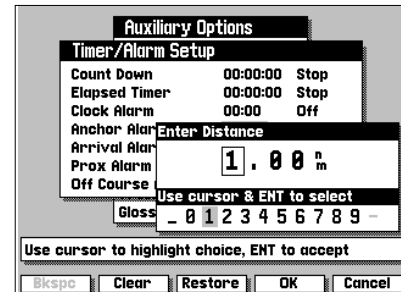 Auxiliary Options
Timer/Alarm Setup
Count Down 00:00:00 Stop
Elapsed Timer 00:00:00 Stop
Clock Alarm 00:00 Off
Anchor Alar
Arrival Alar
Prox Alarm
Off Course
Enter Distance
1.00 nm
Use cursor & ENT to select
_ 0 1 2 3 4 5 6 7 8 9 -
Gloss
Use cursor to highlight choice, ENT to accept
Bkspc Clear Restore OK Cancel